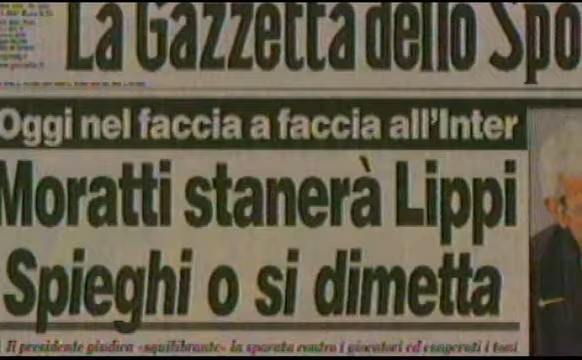 La Gazzetta dello Spo
Oggi nel faccia a faccia all'Inter
Moratti stanerà Lippi
Spieghi o si dimetta
Il presidente giudica «squilibrante» la sparata contro i giocatori ed esagerati i toni